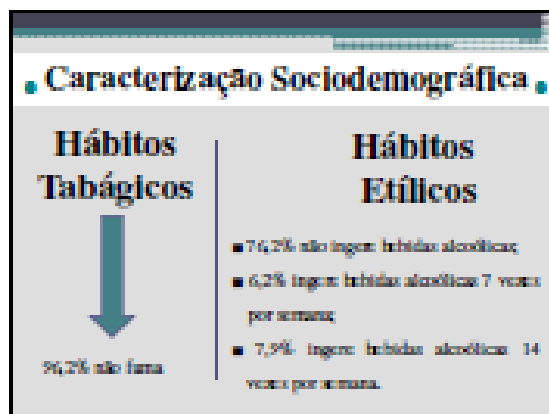 Caracterização Sociodemográfica
Hábitos
Tabágicos
96,2% não fuma
Hábitos
Etílicos
76,2% não ingere bebidas alcoólicas;
6,2% ingere bebidas alcoólicas 7 vezes
por semana;
7,9% ingere bebidas alcoólicas 14
vezes por semana.